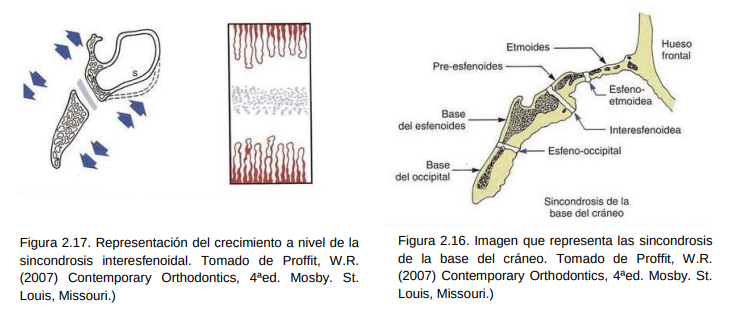 S
Figura 2.17. Representación del crecimiento a nivel de la
sincondrosis interesfenoidal. Tomado de Proffit, W.R.
(2007) Contemporary Orthodontics, 4ªed. Mosby. St.
Louis, Missouri.)
Etmoides
Hueso
frontal
Pre-esfenoides
Esfeno-
etmoidea
Base
del esfenoides
Interesfenoidea
Esfeno-occipital
Base
del occipital
Sincondrosis de la
base del cráneo
Figura 2.16. Imagen que representa las sincondrosis
de la base del cráneo. Tomado de Proffit, W.R.
(2007) Contemporary Orthodontics, 4ªed. Mosby. St.
Louis, Missouri.)